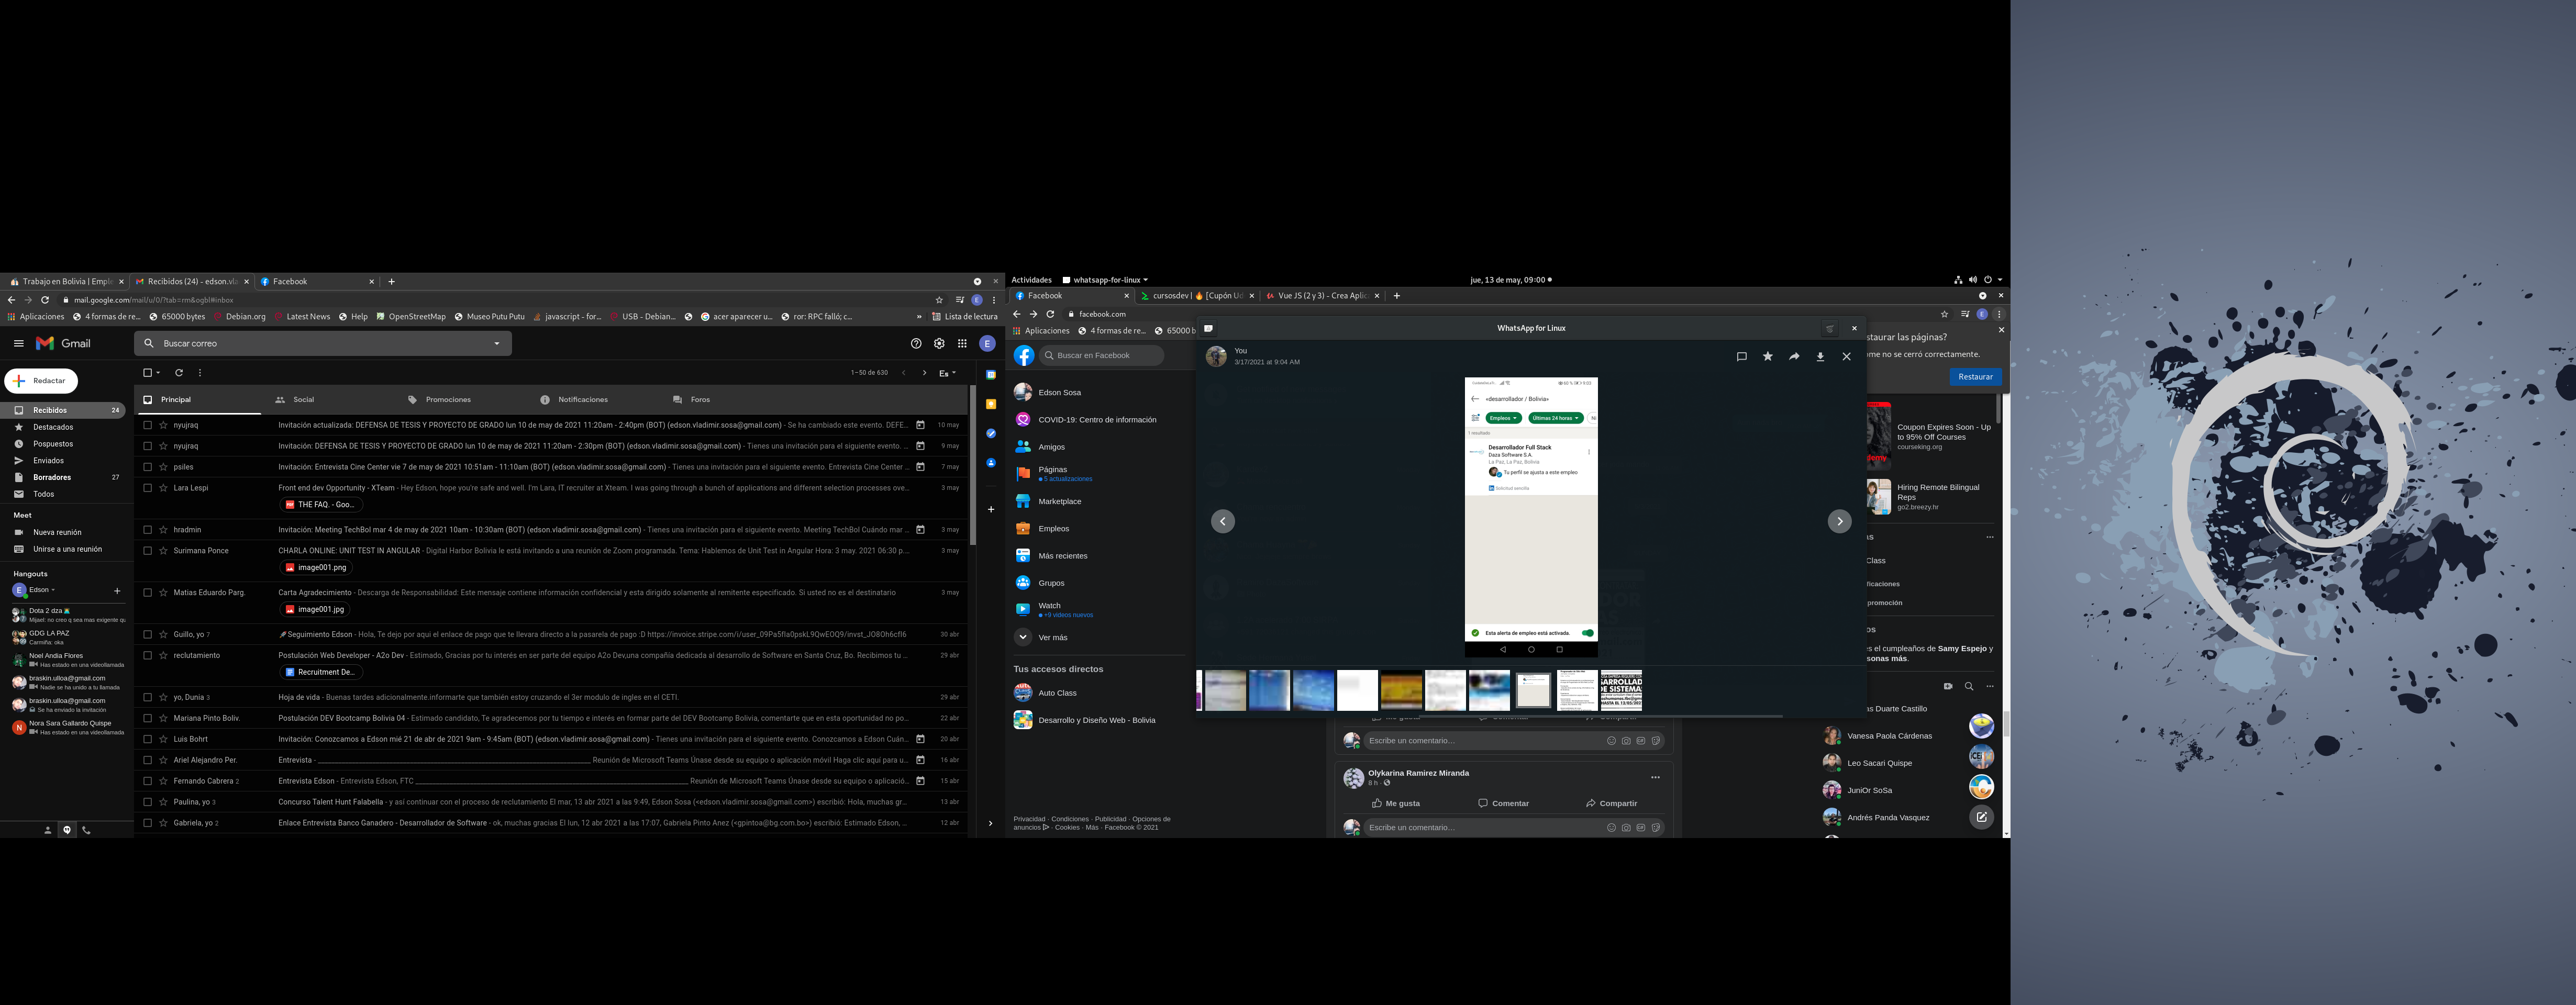 Trabajo en Bolivia | Emple
Recibidos (24) - edson.vla
Facebook
mail.google.com/mail/u/0/?tab=rm&ogbl#inbox
Aplicaciones
4 formas de re...
65000 bytes
Debian.org
Latest News
Help
OpenStreetMap
Museo Putu Putu
javascript - for...
USB - Debian...
acer aparecer u...
ror: RPC falló; c...
»
Lista de lectura
Gmail
Buscar correo
E
Redactar
1–50 de 630
Es
Recibidos 24
Destacados
Pospuestos
Enviados
Borradores 27
Todos
Meet
Nueva reunión
Unirse a una reunión
Hangouts
Edson
Dota 2 dza
Mijael: no creo q sea mas exigente qu
GDG LA PAZ
Carmiña: oka
Noel Andia Flores
Has estado en una videollamada
braskin.ulloa@gmail.com
Nadie se ha unido a tu llamada
braskin.ulloa@gmail.com
Se ha enviado la invitación
Nora Sara Gallardo Quispe
Has estado en una videollamada
Principal
Social
Promociones
Notificaciones
Foros
nyujraq Invitación actualizada: DEFENSA DE TESIS Y PROYECTO DE GRADO lun 10 de may de 2021 11:20am - 2:40pm (BOT) (edson.vladimir.sosa@gmail.com) - Se ha cambiado este evento. DEFE... 10 may
nyujraq Invitación: DEFENSA DE TESIS Y PROYECTO DE GRADO lun 10 de may de 2021 11:20am - 2:30pm (BOT) (edson.vladimir.sosa@gmail.com) - Tienes una invitación para el siguiente evento. ... 9 may
psiles Invitación: Entrevista Cine Center vie 7 de may de 2021 10:51am - 11:10am (BOT) (edson.vladimir.sosa@gmail.com) - Tienes una invitación para el siguiente evento. Entrevista Cine Center ... 7 may
Lara Lespi Front end dev Opportunity - XTeam - Hey Edson, hope you're safe and well. I'm Lara, IT recruiter at Xteam. I was going through a bunch of applications and different selection processes ove... 3 may
THE FAQ. - Goo...
hradmin Invitación: Meeting TechBol mar 4 de may de 2021 10am - 10:30am (BOT) (edson.vladimir.sosa@gmail.com) - Tienes una invitación para el siguiente evento. Meeting TechBol Cuándo mar ... 3 may
Surimana Ponce CHARLA ONLINE: UNIT TEST IN ANGULAR - Digital Harbor Bolivia le está invitando a una reunión de Zoom programada. Tema: Hablemos de Unit Test in Angular Hora: 3 may. 2021 06:30 p... 3 may
image001.png
Matias Eduardo Parg. Carta Agradecimiento - Descarga de Responsabilidad: Este mensaje contiene información confidencial y esta dirigido solamente al remitente especificado. Si usted no es el destinatario 3 may
image001.jpg
Guillo, yo 7 Seguimiento Edson - Hola, Te dejo por aqui el enlace de pago que te llevara directo a la pasarela de pago :D 30 abr
reclutamiento Postulación Web Developer - A2o Dev - Estimado, Gracias por tu interés en ser parte del equipo A2o Dev,una compañía dedicada al desarrollo de Software en Santa Cruz, Bo. Recibimos tu ... 29 abr
Recruitment De...
yo, Dunia 3 Hoja de vida - Buenas tardes adicionalmente.informarte que también estoy cruzando el 3er modulo de ingles en el CETI. 29 abr
Mariana Pinto Boliv. Postulación DEV Bootcamp Bolivia 04 - Estimado candidato, Te agradecemos por tu tiempo e interés en formar parte del DEV Bootcamp Bolivia, comentarte que en esta oportunidad no po... 22 abr
Luis Bohrt Invitación: Conozcamos a Edson mié 21 de abr de 2021 9am - 9:45am (BOT) (edson.vladimir.sosa@gmail.com) - Tienes una invitación para el siguiente evento. Conozcamos a Edson Cuán... 20 abr
Ariel Alejandro Per. Entrevista - Reunión de Microsoft Teams Únase desde su equipo o aplicación móvil Haga clic aquí para u... 16 abr
Fernando Cabrera 2 Entrevista Edson - Entrevista Edson, FTC Reunión de Microsoft Teams Únase desde su equipo o aplicació... 15 abr
Paulina, yo 3 Concurso Talent Hunt Falabella - y así continuar con el proceso de reclutamiento El mar, 13 abr 2021 a las 9:49, Edson Sosa (<edson.vladimir.sosa@gmail.com>) escribió: Hola, muchas gr... 13 abr
Gabriela, yo 2 Enlace Entrevista Banco Ganadero - Desarrollador de Software - ok, muchas gracias El lun, 12 abr 2021 a las 17:07, Gabriela Pinto Anez (<gpintoa@bg.com.bo>) escribió: Estimado Edson, ... 12 abr
Actividades
whatsapp-for-linux
jue, 13 de may, 09:00
Facebook
cursosdev | [Cupón Ud
Vue JS (2 y 3) - Crea Aplic
facebook.com
Aplicaciones
4 formas de re...
65000 b
Buscar en Facebook
Edson Sosa
COVID-19: Centro de información
Amigos
Páginas
5 actualizaciones
Marketplace
Empleos
Más recientes
Grupos
Watch
+9 videos nuevos
Ver más
Tus accesos directos
Auto Class
Desarrollo y Diseño Web - Bolivia
Privacidad · Condiciones · Publicidad · Opciones de
anuncios · Cookies · Más · Facebook © 2021
WhatsApp for Linux
You
3/17/2021 at 9:04 AM
«desarrollador / Bolivia»
Empleos
Últimas 24 horas
1 resultado
Desarrollador Full Stack
Daza Software S.A.
La Paz, La Paz, Bolivia
Tu perfil se ajusta a este empleo.
Solicitud sencilla
Esta alerta de empleo está activada.
ARROLLAD
DE SISTEMA
Escribe un comentario...
Olykarina Ramirez Miranda
8 h
Me gusta
Comentar
Compartir
Escribe un comentario...
staurar las páginas?
me no se cerró correctamente.
Restaurar
Coupon Expires Soon - Up
to 95% Off Courses
courseking.org
Hiring Remote Bilingual
Reps
go2.breezy.hr
as
Class
ficaciones
promoción
os
es el cumpleaños de Samy Espejo y
sonas más.
as Duarte Castillo
Vanesa Paola Cárdenas
Leo Sacari Quispe
JuniOr SoSa
Andrés Panda Vasquez